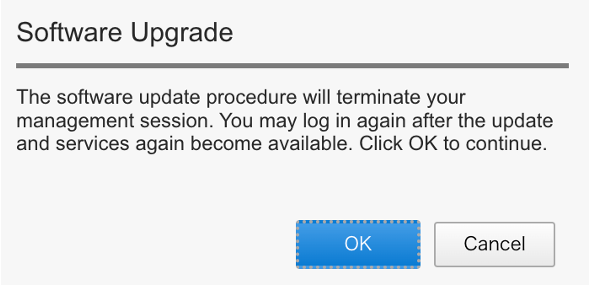 Software Upgrade
The software update procedure will terminate your
management session. You may log in again after the update
and services again become available. Click OK to continue.
OK
Cancel